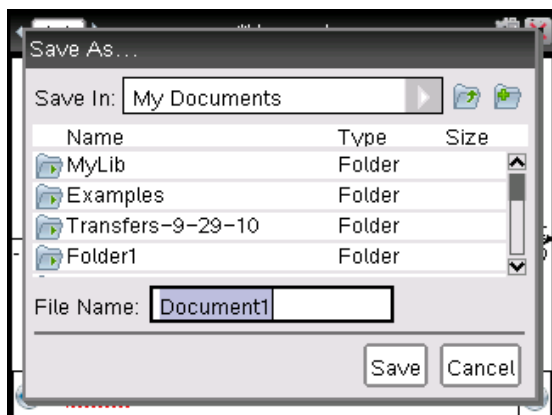 Save As...
Save In: My Documents
Name Type Size
MyLib Folder
Examples Folder
Transfers-9-29-10 Folder
Folder1 Folder
File Name: Document1
Save Cancel